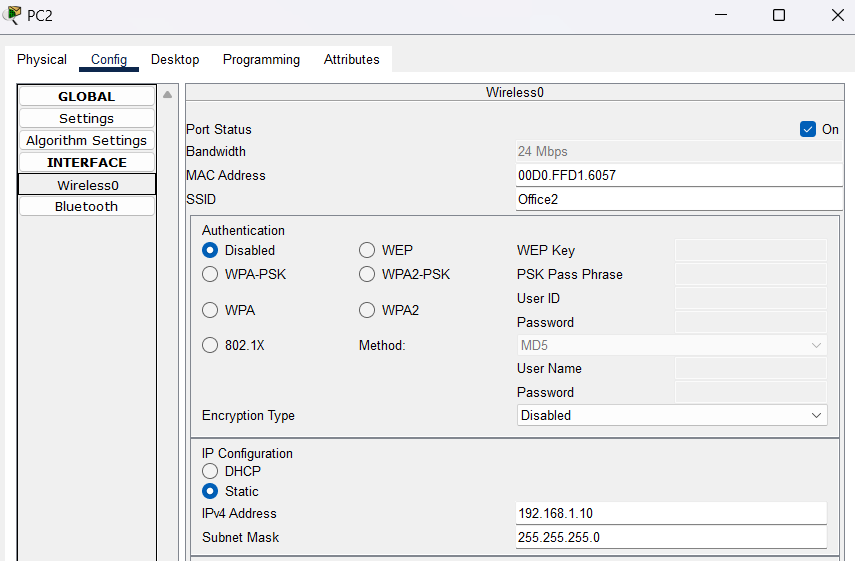 PC2
Physical Config Desktop Programming Attributes
GLOBAL
Settings
Algorithm Settings
INTERFACE
Wireless0
Bluetooth
Wireless0
Port Status On
Bandwidth 24 Mbps
MAC Address 00D0.FFD1.6057
SSID Office2
Authentication
Disabled WEP WEP Key
WPA-PSK WPA2-PSK PSK Pass Phrase
User ID
WPA WPA2
Password
802.1X Method: MD5
User Name
Password
Encryption Type Disabled
IP Configuration
DHCP
Static
IPv4 Address 192.168.1.10
Subnet Mask 255.255.255.0